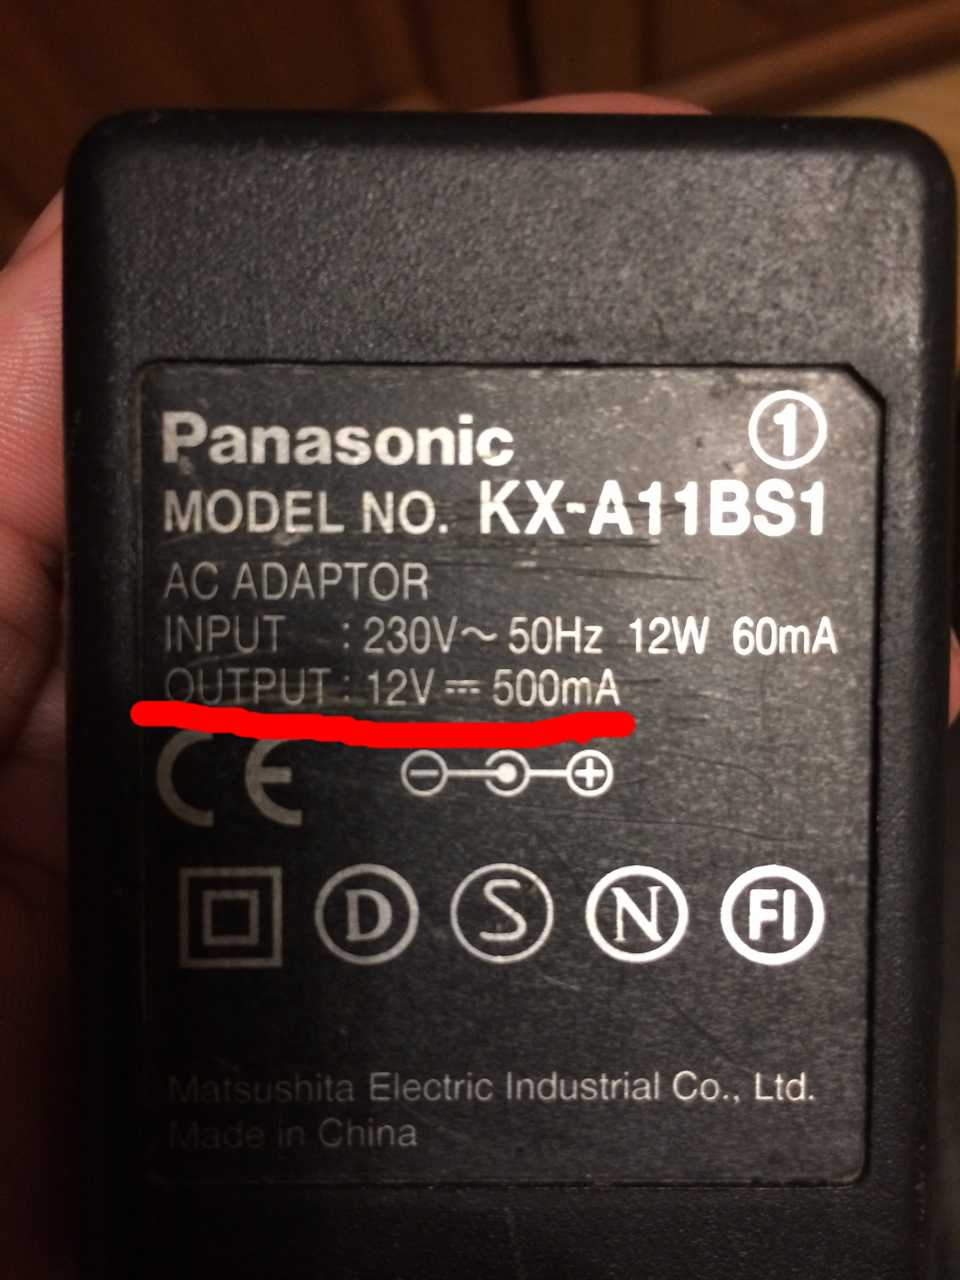 Panasonic ①
MODEL NO. KX-A11BS1
AC ADAPTOR
INPUT : 230V~ 50Hz 12W 60mA
OUTPUT : 12V⎓ 500mA
CE
D S N FI
Matsushita Electric Industrial Co., Ltd.
Made in China